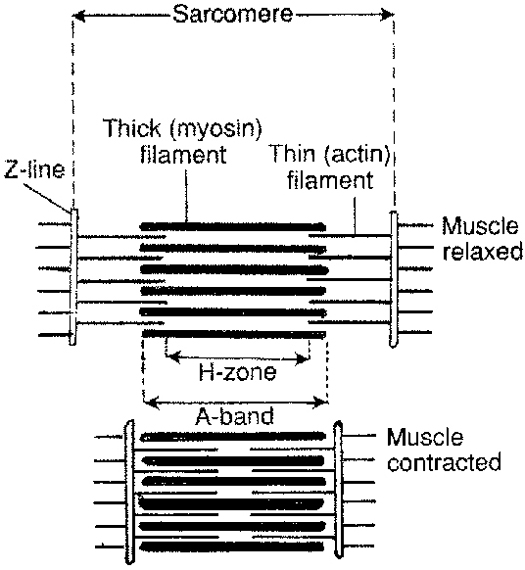 Sarcomere
Thick (myosin)
filament
Thin (actin)
filament
Z-line
Muscle
relaxed
H-zone
A-band
Muscle
contracted